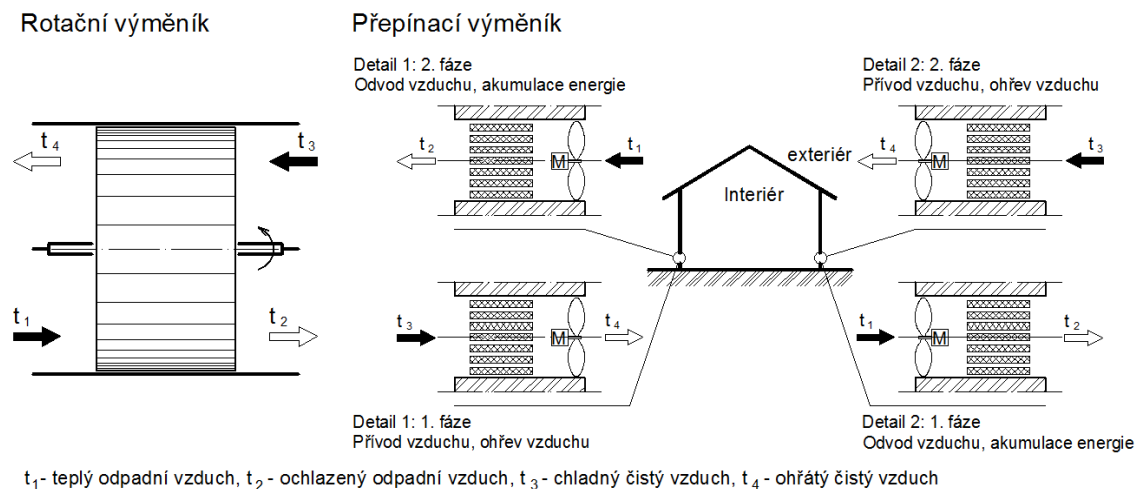 Rotační výměník
Přepínací výměník
Detail 1: 2. fáze
Odvod vzduchu, akumulace energie
Detail 2: 2. fáze
Přívod vzduchu, ohřev vzduchu
t4
t3
t2
M
t1
exteriér
Interiér
t4
M
t3
t1
t2
t3
M
t4
t1
M
t2
Detail 1: 1. fáze
Přívod vzduchu, ohřev vzduchu
Detail 2: 1. fáze
Odvod vzduchu, akumulace energie
t1- teplý odpadní vzduch, t2 - ochlazený odpadní vzduch, t3 - chladný čistý vzduch, t4 - ohřátý čistý vzduch